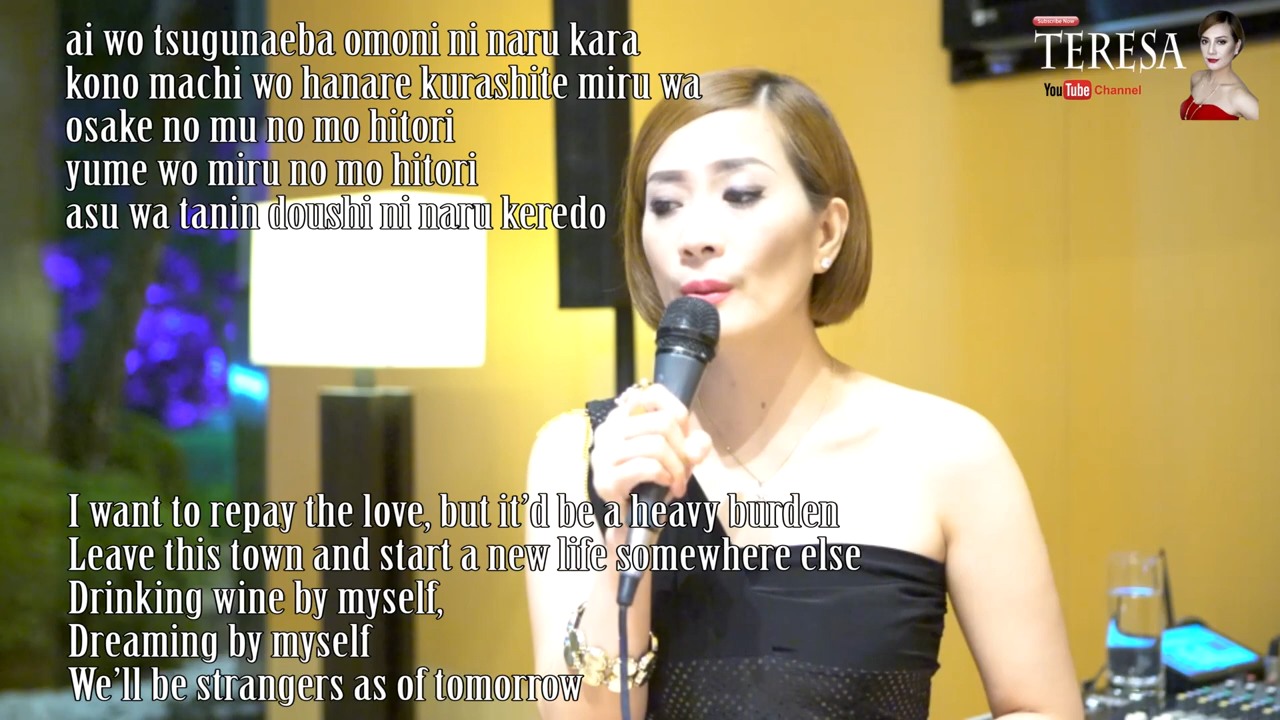 ai wo tsugunaeba omoni ni naru kara
kono machi wo hanare kurashite miru wa
osake no mu no mo hitori
yume wo miru no mo hitori
asu wa tanin doushi ni naru keredo
Subscribe Now
TERESA
YouTube Channel
I want to repay the love, but it'd be a heavy burden
Leave this town and start a new life somewhere else
Drinking wine by myself,
Dreaming by myself
We'll be strangers as of tomorrow